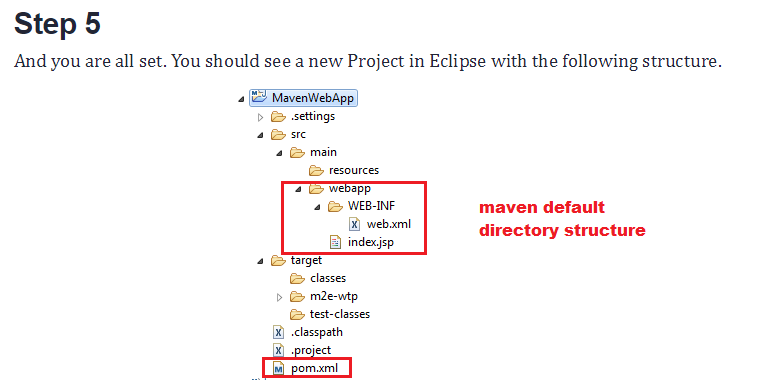 Step 5
And you are all set. You should see a new Project in Eclipse with the following structure.
MavenWebApp
.settings
src
main
resources
webapp
WEB-INF
web.xml
index.jsp
maven default
directory structure
target
classes
m2e-wtp
test-classes
.classpath
.project
pom.xml